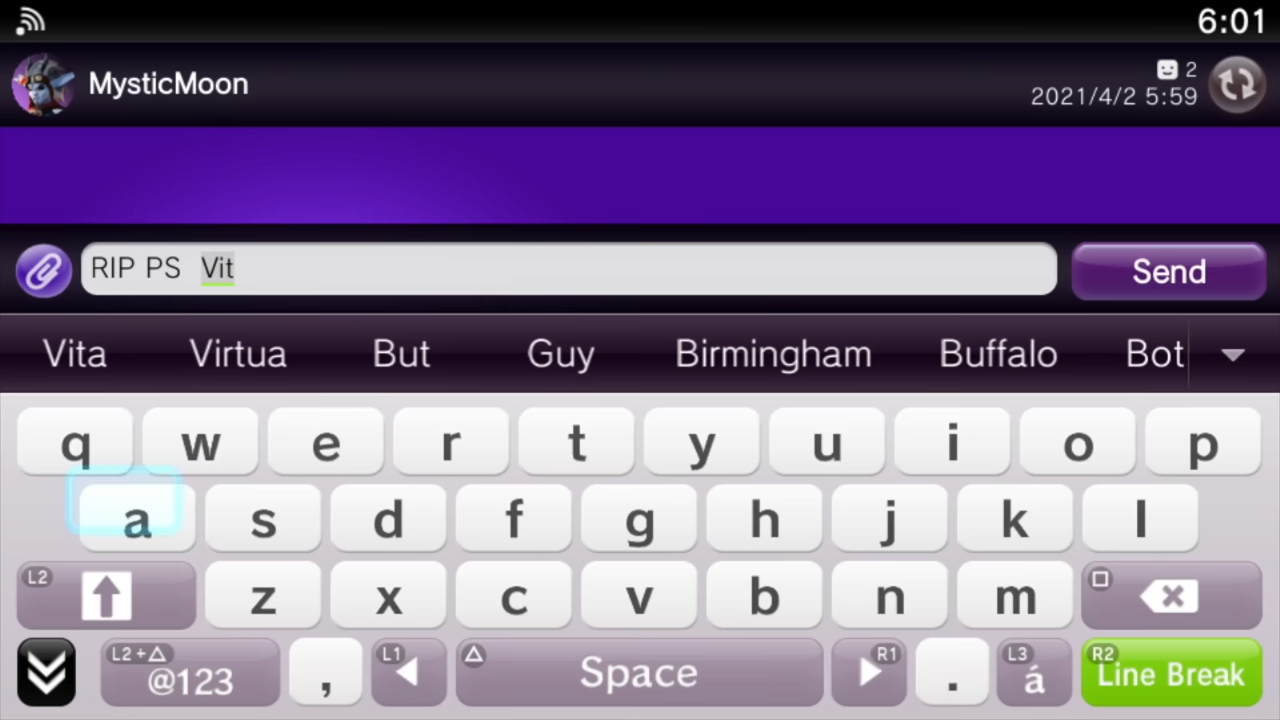 6:01
MysticMoon
2
2021/4/2 5:59
RIP PS  Vit
Send
Vita Virtua But Guy Birmingham Buffalo Bot
q w e r t y u i o p
a s d f g h j k l
L2 z x c v b n m
L2+△ @123 , L1 △ Space R1 . L3 á R2 Line Break